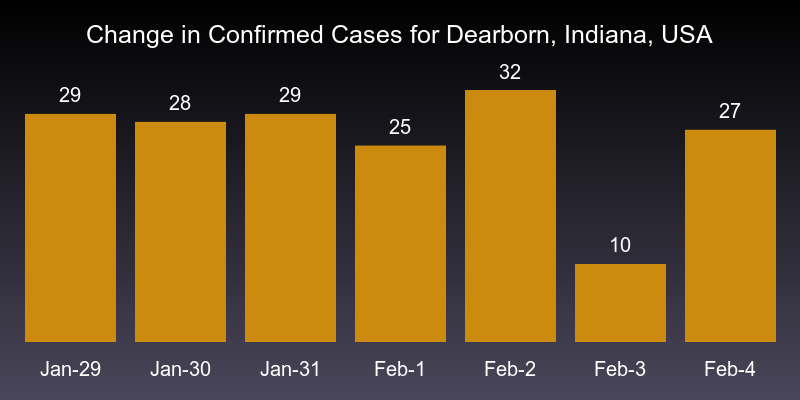 Change in Confirmed Cases for Dearborn, Indiana, USA
29
28
29
25
32
10
27
Jan-29
Jan-30
Jan-31
Feb-1
Feb-2
Feb-3
Feb-4